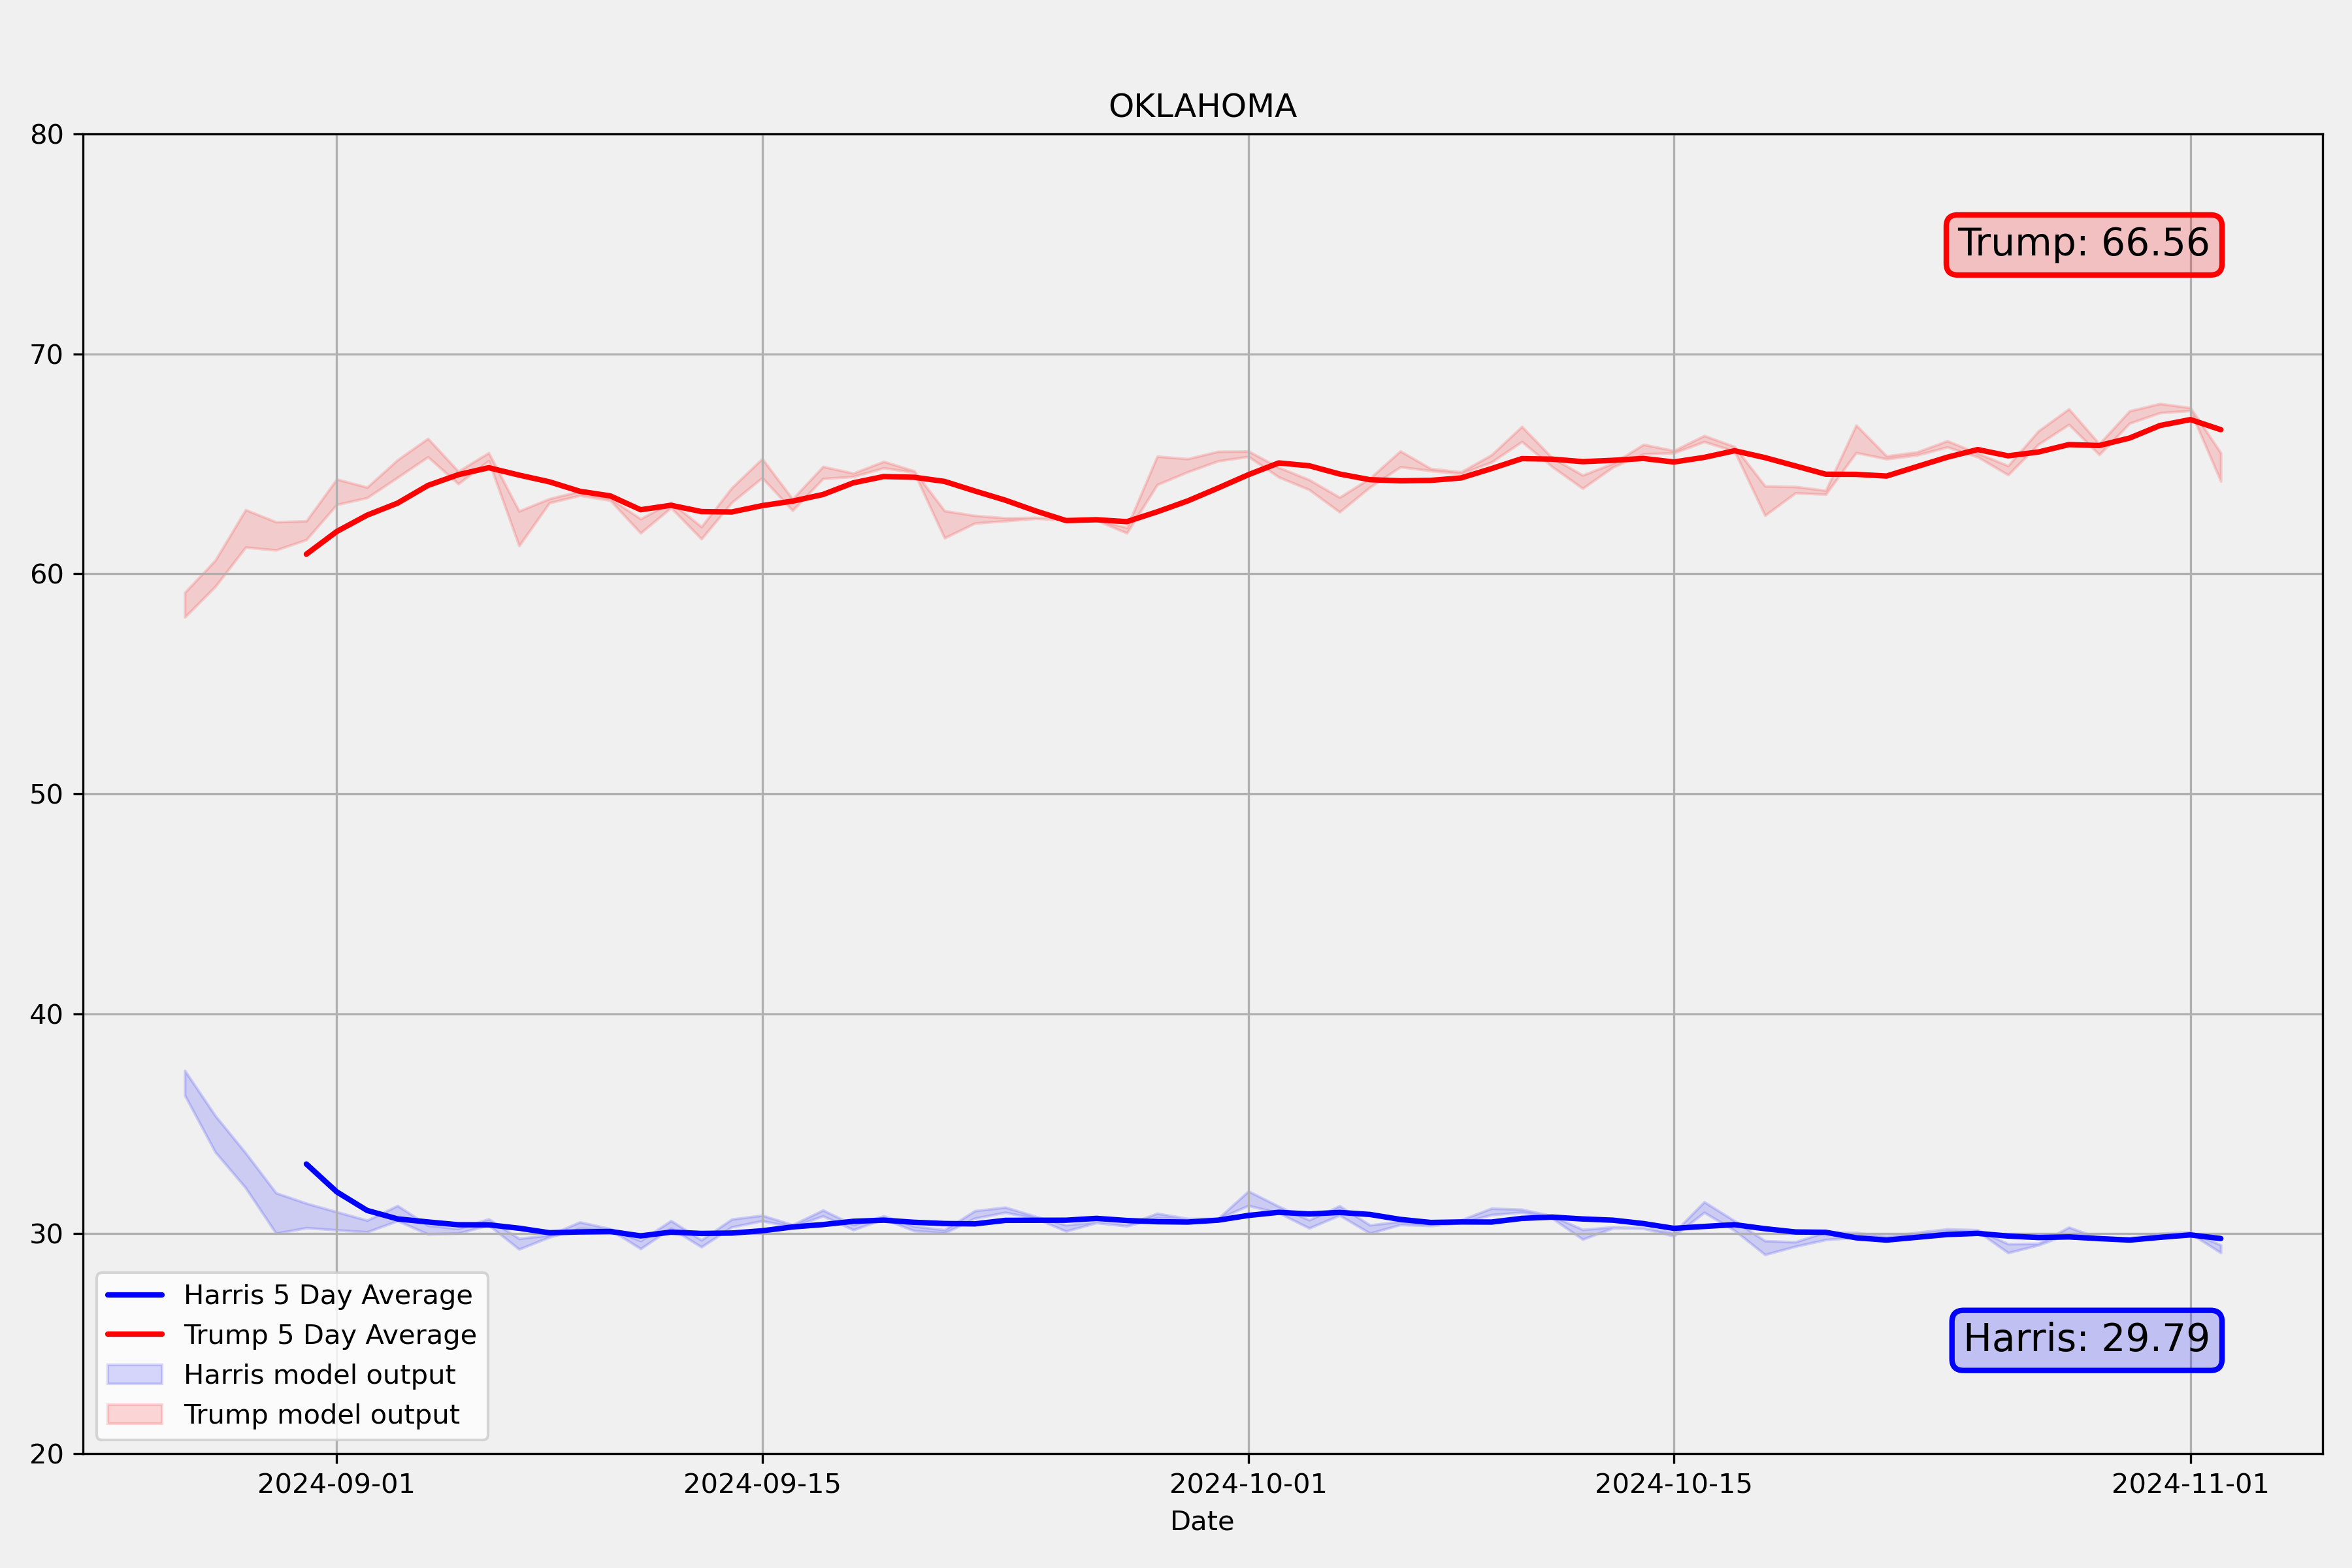 OKLAHOMA
80
70
60
50
40
30
20
Trump: 66.56
Harris: 29.79
Harris 5 Day Average
Trump 5 Day Average
Harris model output
Trump model output
2024-09-01
2024-09-15
2024-10-01
2024-10-15
2024-11-01
Date